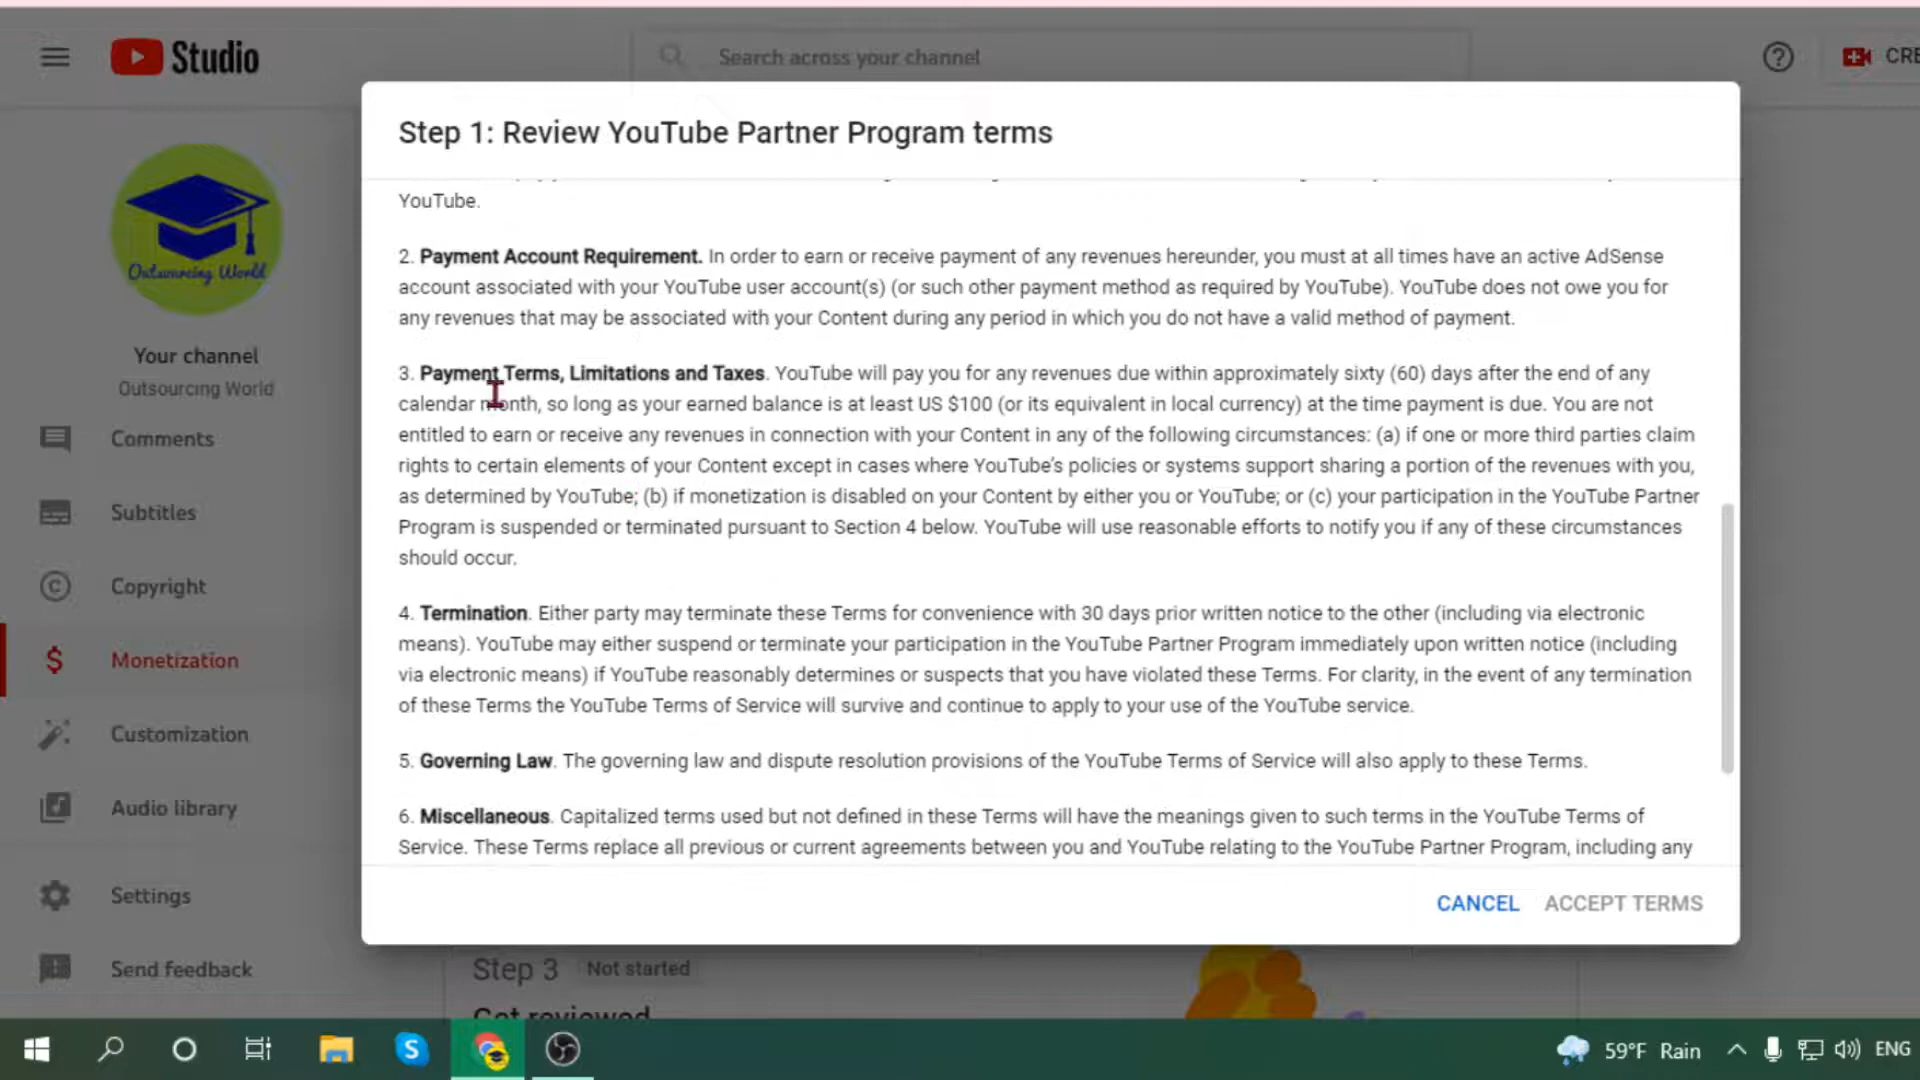 Studio
Search across your channel
CRE
Step 1: Review YouTube Partner Program terms
YouTube.
2. Payment Account Requirement. In order to earn or receive payment of any revenues hereunder, you must at all times have an active AdSense
account associated with your YouTube user account(s) (or such other payment method as required by YouTube). YouTube does not owe you for
any revenues that may be associated with your Content during any period in which you do not have a valid method of payment.
3. Payment Terms, Limitations and Taxes. YouTube will pay you for any revenues due within approximately sixty (60) days after the end of any
calendar month, so long as your earned balance is at least US $100 (or its equivalent in local currency) at the time payment is due. You are not
entitled to earn or receive any revenues in connection with your Content in any of the following circumstances: (a) if one or more third parties claim
rights to certain elements of your Content except in cases where YouTube's policies or systems support sharing a portion of the revenues with you,
as determined by YouTube; (b) if monetization is disabled on your Content by either you or YouTube; or (c) your participation in the YouTube Partner
Program is suspended or terminated pursuant to Section 4 below. YouTube will use reasonable efforts to notify you if any of these circumstances
should occur.
4. Termination. Either party may terminate these Terms for convenience with 30 days prior written notice to the other (including via electronic
means). YouTube may either suspend or terminate your participation in the YouTube Partner Program immediately upon written notice (including
via electronic means) if YouTube reasonably determines or suspects that you have violated these Terms. For clarity, in the event of any termination
of these Terms the YouTube Terms of Service will survive and continue to apply to your use of the YouTube service.
5. Governing Law. The governing law and dispute resolution provisions of the YouTube Terms of Service will also apply to these Terms.
6. Miscellaneous. Capitalized terms used but not defined in these Terms will have the meanings given to such terms in the YouTube Terms of
Service. These Terms replace all previous or current agreements between you and YouTube relating to the YouTube Partner Program, including any
CANCEL
ACCEPT TERMS
Outsourcing World
Your channel
Outsourcing World
Comments
Subtitles
Copyright
Monetization
Customization
Audio library
Settings
Send feedback
Step 3
Not started
Get reviewed
59°F Rain
ENG